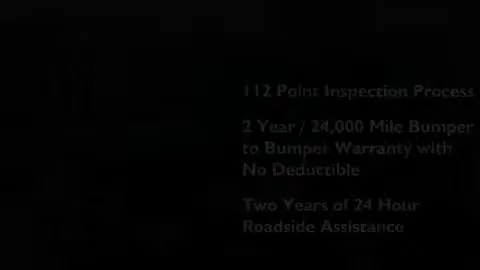 112 Point Inspection Process
2 Year / 24,000 Mile Bumper
to Bumper Warranty with
No Deductible
Two Years of 24 Hour
Roadside Assistance